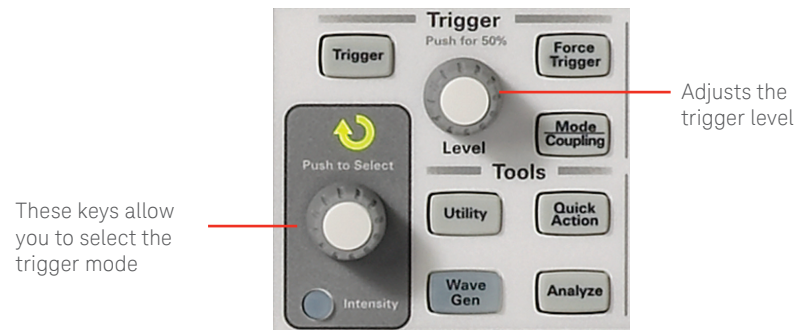 Trigger
Push for 50%
Trigger
Force
Trigger
Adjusts the
trigger level
Mode
Coupling
Level
Push to Select
Tools
These keys allow
you to select the
trigger mode
Utility
Quick
Action
Intensity
Wave
Gen
Analyze